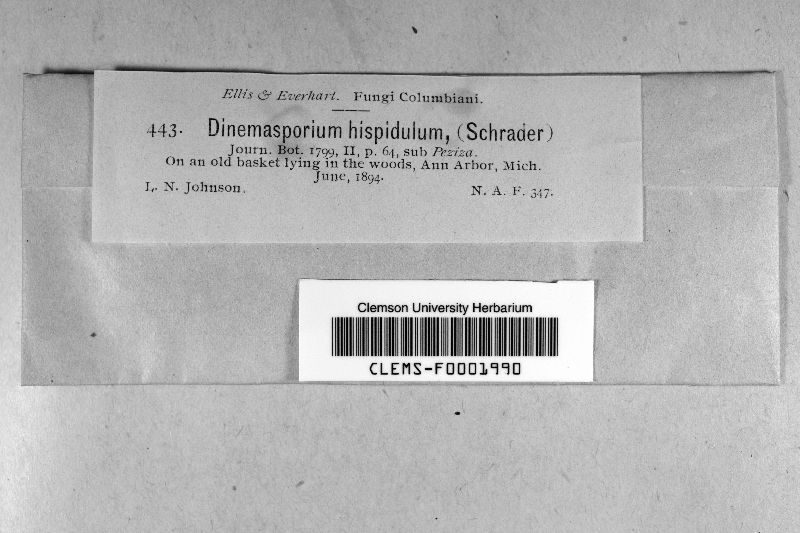 Ellis & Everhart. Fungi Columbiani.
443. Dinemasporium hispidulum, (Schrader)
Journ. Bot. 1799, II, p. 64, sub Peziza.
On an old basket lying in the woods, Ann Arbor, Mich.
June, 1894.
L. N. Johnson. N. A. F. 347.
Clemson University Herbarium
CLEMS-F0001990